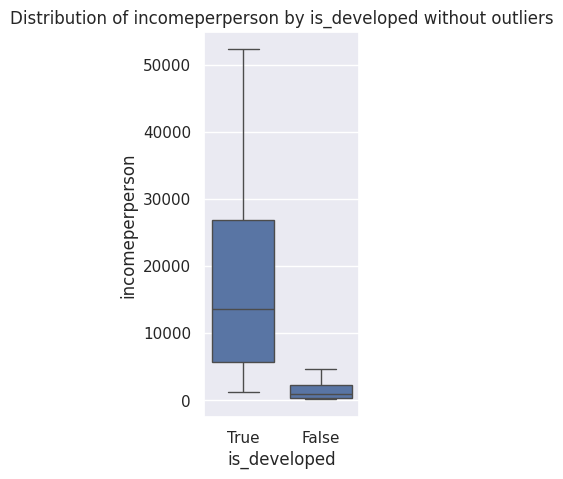 Distribution of incomeperperson by is_developed without outliers
50000
40000
30000
20000
10000
0
incomeperperson
True False
is_developed